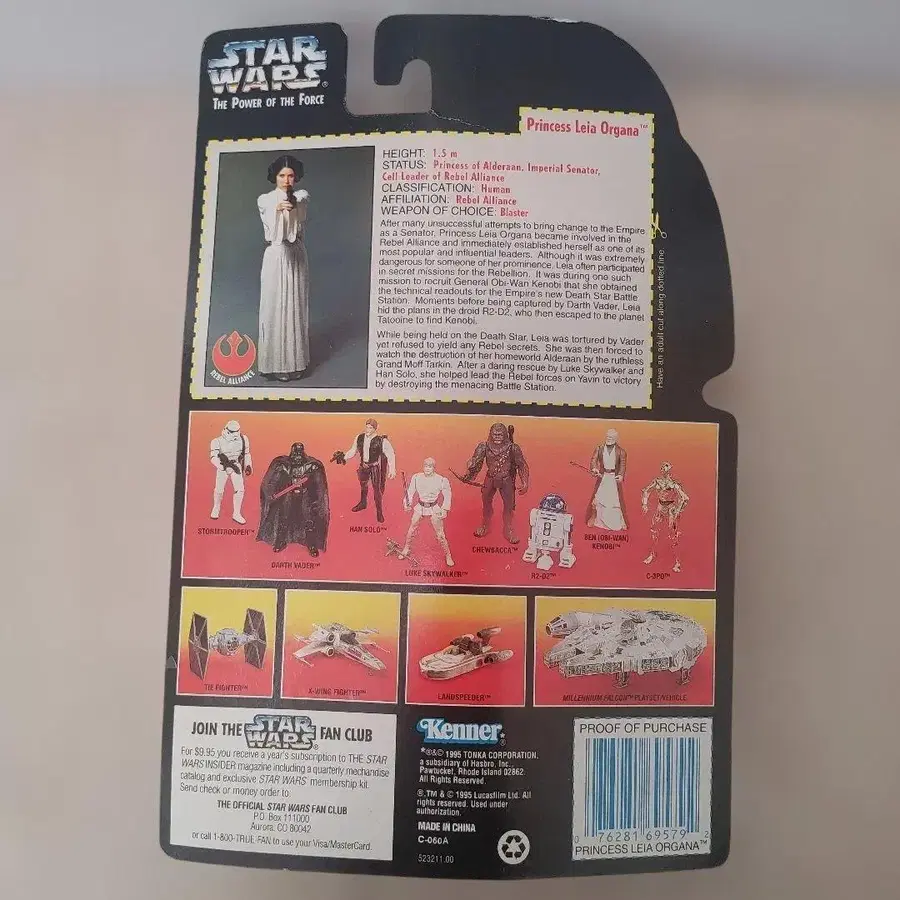 STAR
WARS®
THE POWER OF THE FORCE
Princess Leia Organa™
HEIGHT: 1.5 m
STATUS: Princess of Alderaan, Imperial Senator,
Cell Leader of Rebel Alliance
CLASSIFICATION: Human
AFFILIATION: Rebel Alliance
WEAPON OF CHOICE: Blaster
After many unsuccessful attempts to bring change to the Empire
as a Senator, Princess Leia Organa became involved in the
Rebel Alliance and immediately established herself as one of its
most popular and influential leaders. Although it was extremely
dangerous for someone of her prominence, Leia often participated
in secret missions for the Rebellion. It was during one such
mission to recruit General Obi-Wan Kenobi that she obtained
the technical readouts for the Empire's new Death Star Battle
Station. Moments before being captured by Darth Vader, Leia
hid the plans in the droid R2-D2, who then escaped to the planet
Tatooine to find Kenobi.
While being held on the Death Star, Leia was tortured by Vader
yet refused to yield any Rebel secrets. She was then forced to
watch the destruction of her homeworld Alderaan by the ruthless
Grand Moff Tarkin. After a daring rescue by Luke Skywalker and
Han Solo, she helped lead the Rebel forces on Yavin to victory
by destroying the menacing Battle Station.
REBEL ALLIANCE
Have an adult cut along dotted line
STORMTROOPER™
DARTH VADER™
HAN SOLO™
LUKE SKYWALKER™
CHEWBACCA™
R2-D2™
BEN (OBI-WAN)
KENOBI™
C-3PO™
TIE FIGHTER™
X-WING FIGHTER™
LANDSPEEDER™
MILLENNIUM FALCON™ PLAYSET/VEHICLE
JOIN THE STAR WARS® FAN CLUB
For $9.95 you receive a year's subscription to THE STAR
WARS INSIDER magazine including a quarterly merchandise
catalog and exclusive STAR WARS membership kit.
Send check or money order to:
THE OFFICIAL STAR WARS FAN CLUB
P.O. Box 111000
Aurora, CO 80042
or call 1-800-TRUE-FAN to use your Visa/MasterCard.
Kenner®
*®&© 1995 TONKA CORPORATION,
a subsidiary of Hasbro, Inc.,
Pawtucket, Rhode Island 02862.
All Rights Reserved.
®,TM & © 1995 Lucasfilm Ltd. All
rights reserved. Used under
authorization.
MADE IN CHINA
C-060A
523211.00
PROOF OF PURCHASE
0 76281 69579 2
PRINCESS LEIA ORGANA™